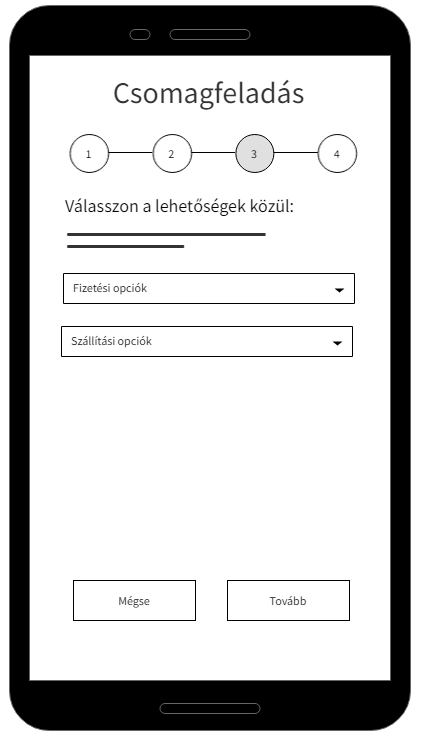 Csomagfeladás
1 2 3 4
Válasszon a lehetőségek közül:
Fizetési opciók
Szállítási opciók
Mégse Tovább